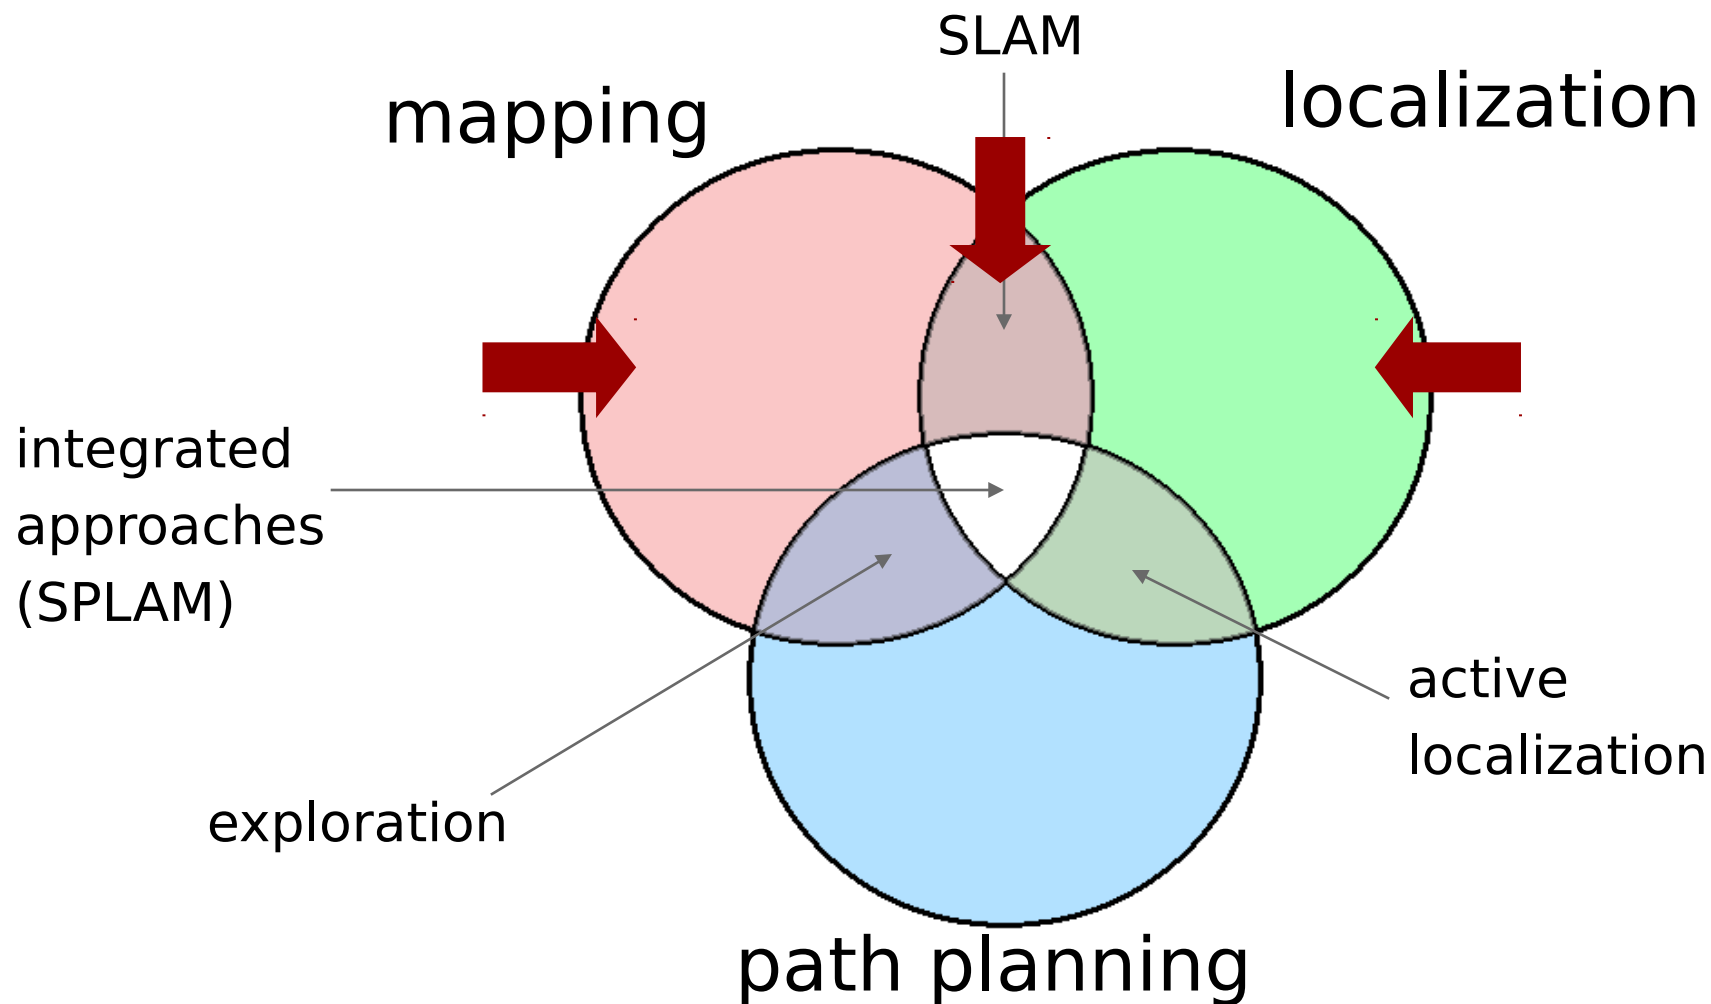 SLAM
mapping
localization
integrated
approaches
(SPLAM)
active
localization
exploration
path planning